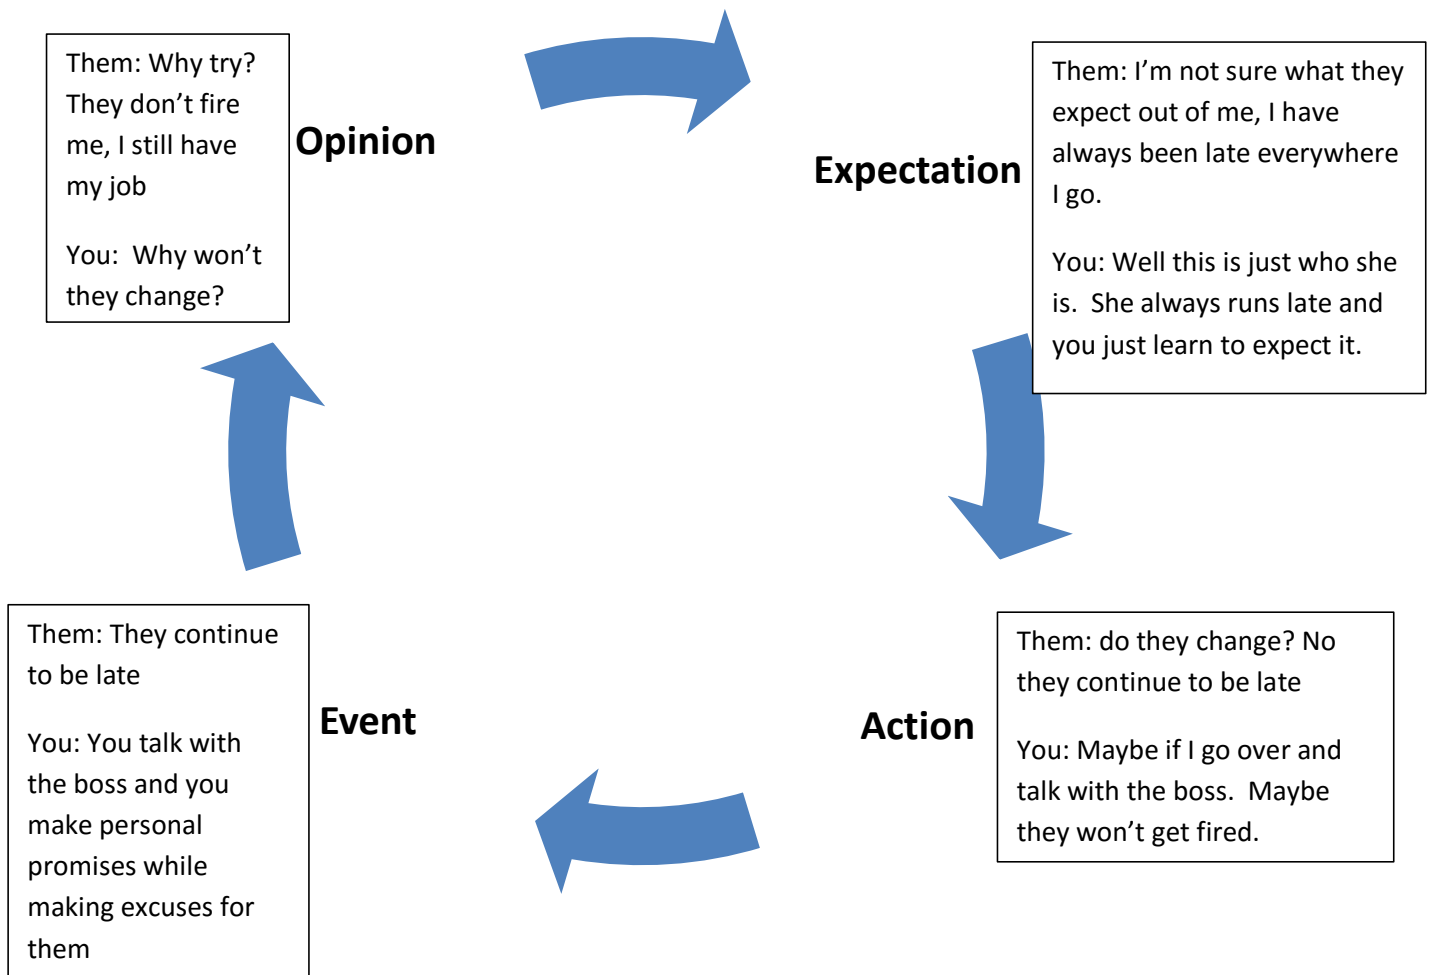 Them: Why try?
They don’t fire
me, I still have
my job
You:  Why won’t
they change?
Opinion
Expectation
Them: I’m not sure what they
expect out of me, I have
always been late everywhere
I go.
You: Well this is just who she
is.  She always runs late and
you just learn to expect it.
Action
Them: do they change? No
they continue to be late
You: Maybe if I go over and
talk with the boss.  Maybe
they won’t get fired.
Event
Them: They continue
to be late
You: You talk with
the boss and you
make personal
promises while
making excuses for
them